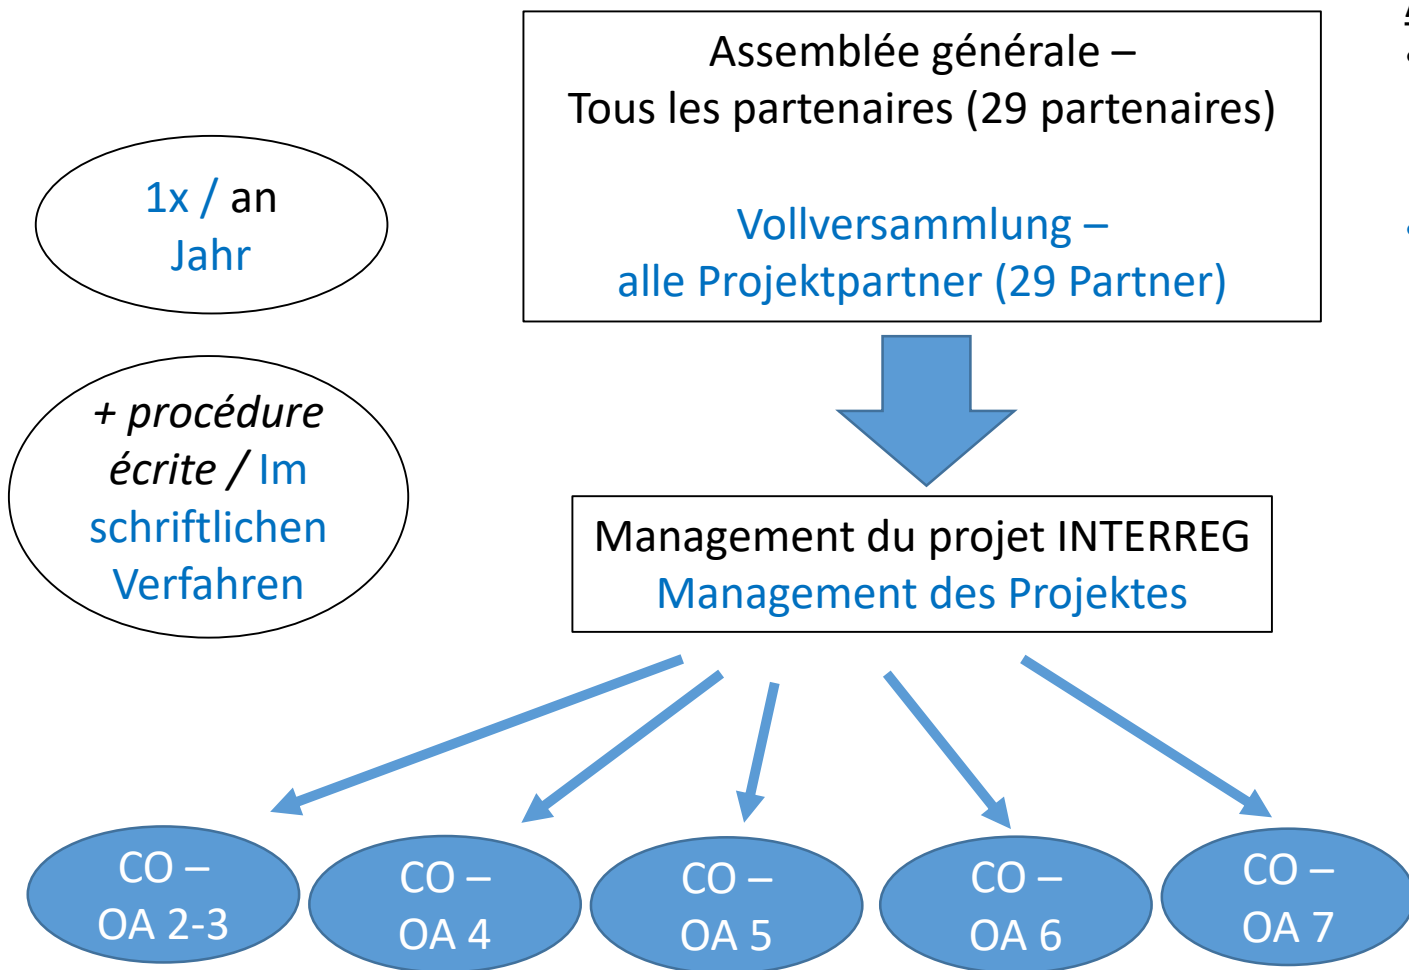 Assemblée générale –
Tous les partenaires (29 partenaires)
Vollversammlung –
alle Projektpartner (29 Partner)
1x / an
Jahr
+ procédure
écrite / Im
schriftlichen
Verfahren
Management du projet INTERREG
Management des Projektes
CO –
OA 2-3
CO –
OA 4
CO –
OA 5
CO –
OA 6
CO –
OA 7